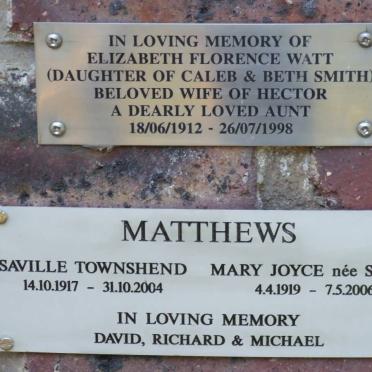 IN LOVING MEMORY OF
ELIZABETH FLORENCE WATT
(DAUGHTER OF CALEB & BETH SMITH)
BELOVED WIFE OF HECTOR
A DEARLY LOVED AUNT
18/06/1912 - 26/07/1998
MATTHEWS
SAVILLE TOWNSHEND MARY JOYCE née
14.10.1917 - 31.10.2004 4.4.1919 - 7.5.2006
IN LOVING MEMORY
DAVID, RICHARD & MICHAEL